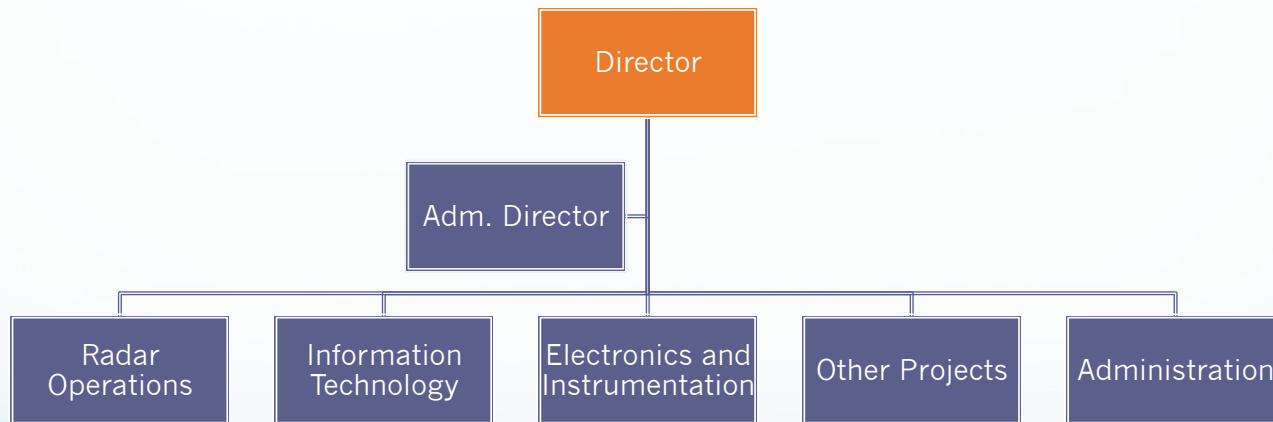 Director
Adm. Director
Radar
Operations
Information
Technology
Electronics and
Instrumentation
Other Projects
Administration